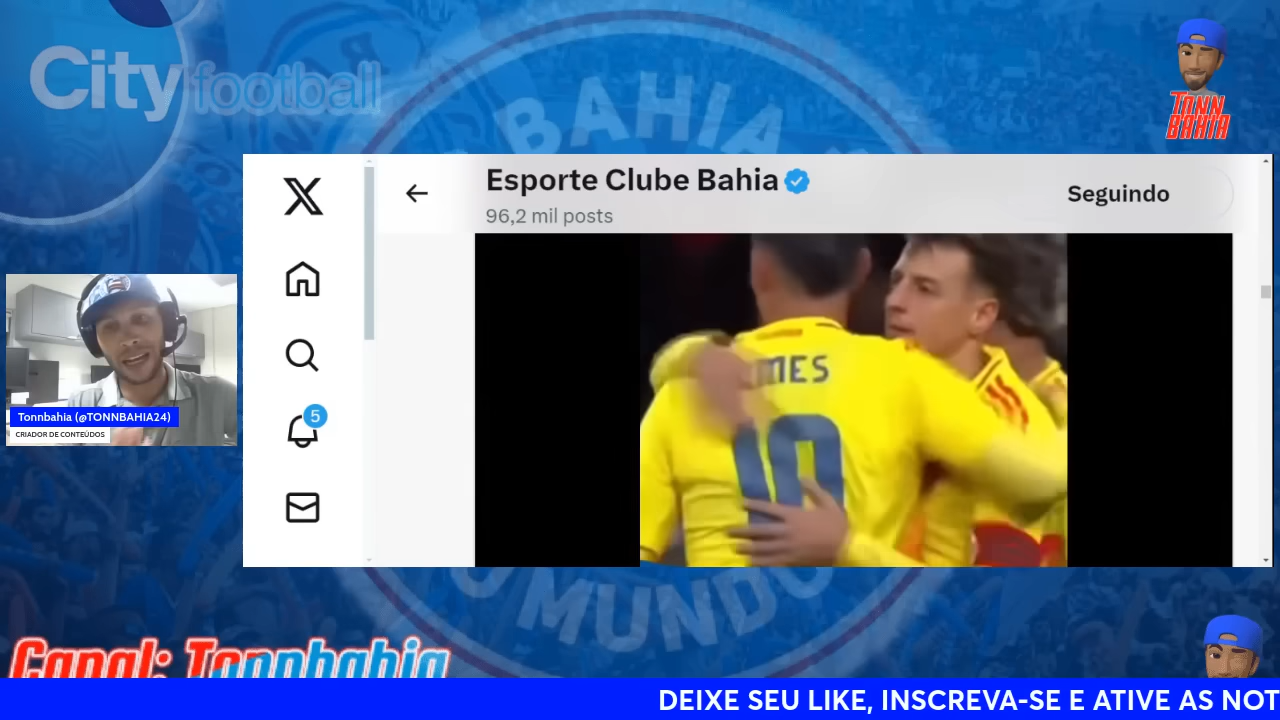 City football
BAHIA
TONN
BAHIA
Esporte Clube Bahia
96,2 mil posts
Seguindo
5
MES
10
Tonnbahia (@TONNBAHIA24)
CRIADOR DE CONTEÚDOS
MUNDO
Canal: Tonnbahia
DEIXE SEU LIKE, INSCREVA-SE E ATIVE AS NOT